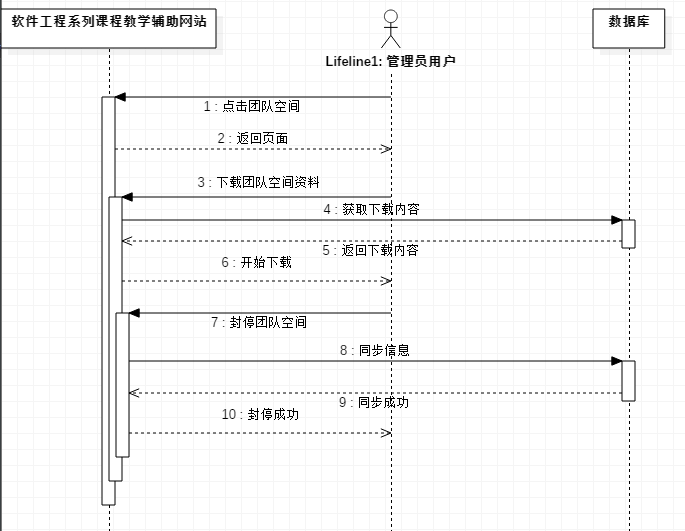 软件工程系列课程教学辅助网站
Lifeline1: 管理员用户
数据库
1 : 点击团队空间
2 : 返回页面
3 : 下载团队空间资料
4 : 获取下载内容
5 : 返回下载内容
6 : 开始下载
7 : 封停团队空间
8 : 同步信息
9 : 同步成功
10 : 封停成功